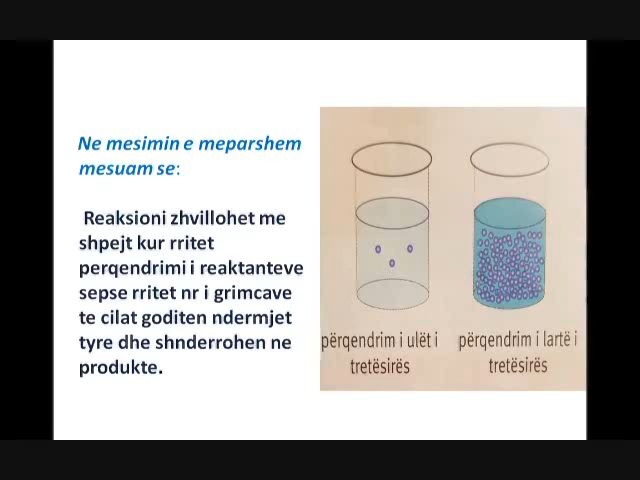 Ne mesimin e meparshem
mesuam se:
Reaksioni zhvillohet me
shpejt kur rritet
perqendrimi i reaktanteve
sepse rritet nr i grimcave
te cilat goditen ndermjet
tyre dhe shnderrohen ne
produkte.
përqendrim i ulët i
tretësirës
përqendrim i lartë i
tretësirës